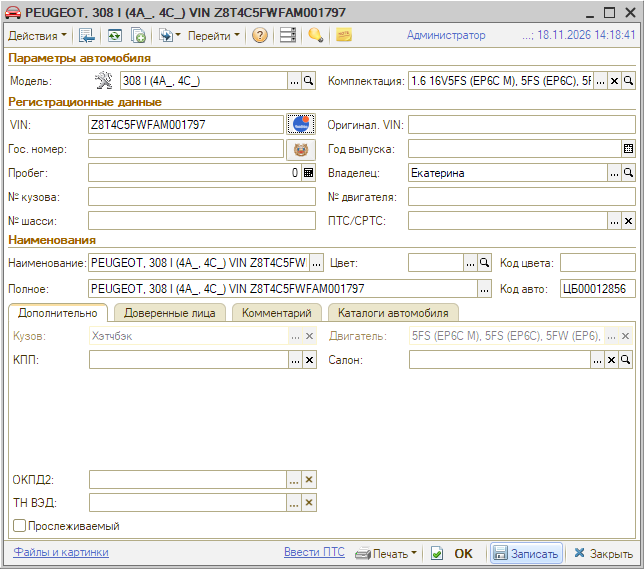 PEUGEOT, 308 I (4A_, 4C_) VIN Z8T4C5FWFAM001797
Действия Перейти Администратор ...; 18.11.2026 14:18:41
Параметры автомобиля
Модель: 308 I (4A_, 4C_) ... Комплектация: 1.6 16V5FS (EP6C M), 5FS (EP6C), 5F ...
Регистрационные данные
VIN: Z8T4C5FWFAM001797 Оригинал. VIN:
Гос. номер: Год выпуска:
Пробег: 0 Владелец: Екатерина ...
№ кузова: № двигателя:
№ шасси: ПТС/СРТС: ...
Наименования
Наименование: PEUGEOT, 308 I (4A_, 4C_) VIN Z8T4C5FWI ... Цвет: ... Код цвета:
Полное: PEUGEOT, 308 I (4A_, 4C_) VIN Z8T4C5FWFAM001797 ... Код авто: ЦБ00012856
Дополнительно Доверенные лица Комментарий Каталоги автомобиля
Кузов: Хэтчбэк ... Двигатель: 5FS (EP6C M), 5FS (EP6C), 5FW (EP6), ...
КПП: ... Салон: ...
ОКПД2: ...
ТН ВЭД: ...
Прослеживаемый
Файлы и картинки Ввести ПТС Печать OK Записать Закрыть